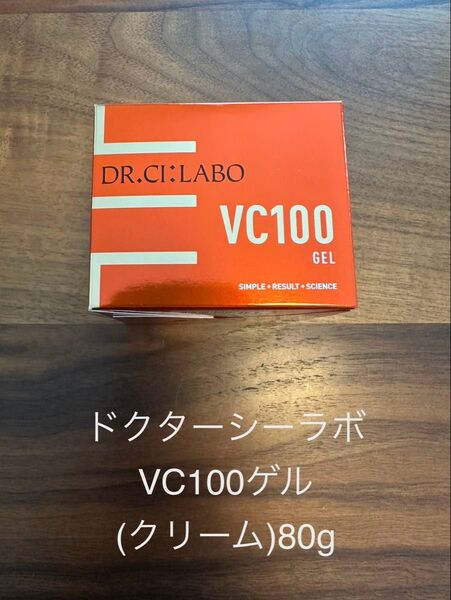 DR.CI:LABO
VC100
GEL
SIMPLE+RESULT+SCIENCE
ドクターシーラボ
VC100ゲル
(クリーム)80g